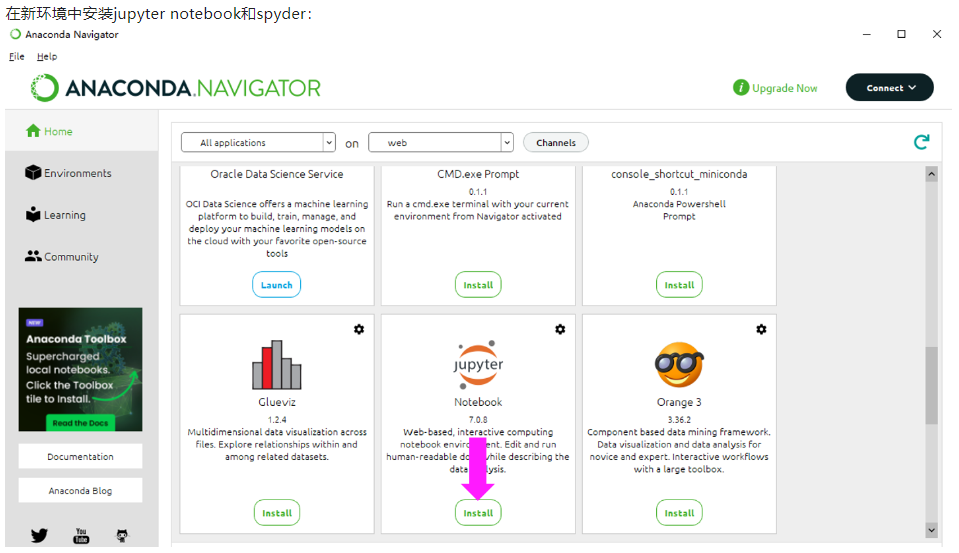 在新环境中安装jupyter notebook和spyder：
Anaconda Navigator
File Help
ANACONDA.NAVIGATOR
i Upgrade Now
Connect
Home
Environments
Learning
Community
All applications on web Channels
Oracle Data Science Service
OCI Data Science offers a machine learning
platform to build, train, manage, and
deploy your machine learning models on
the cloud with your favorite open-source
tools
Launch
CMD.exe Prompt
0.1.1
Run a cmd.exe terminal with your current
environment from Navigator activated
Install
console_shortcut_miniconda
0.1.1
Anaconda Powershell
Prompt
Install
Glueviz
1.2.4
Multidimensional data visualization across
files. Explore relationships within and
among related datasets.
Install
jupyter
Notebook
7.0.8
Web-based, interactive computing
notebook . Edit and run
human-readable while describing the
Install
Orange 3
3.36.2
Component based data mining framework.
Data visualization and data analysis for
novice and expert. Interactive workflows
with a large toolbox.
Install
NEW
Anaconda Toolbox
Supercharged
local notebooks.
Click the Toolbox
tile to Install.
Read the Docs
Documentation
Anaconda Blog
You
Tube